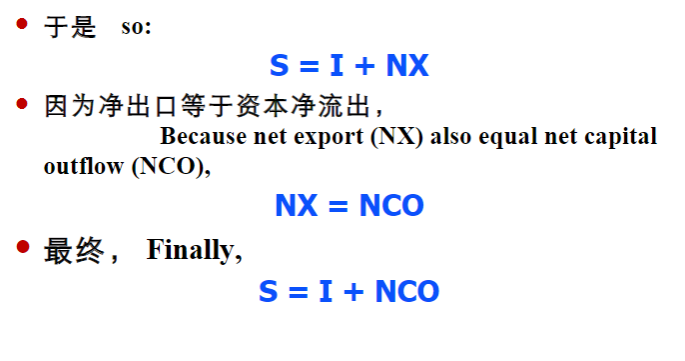 • 于是 so:
S = I + NX
• 因为净出口等于资本净流出，
Because net export (NX) also equal net capital
outflow (NCO),
NX = NCO
• 最终， Finally,
S = I + NCO